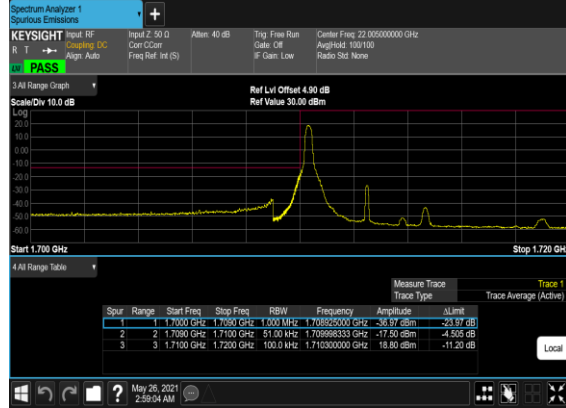 Spectrum Analyzer 1
Spurious Emissions
+
KEYSIGHT Input: RF Input Z: 50 Ω Atten: 40 dB Trig: Free Run Center Freq: 22.005000000 GHz
R T Coupling: DC Corr CCorr Gate: Off Avg|Hold: 100/100
Align: Auto Freq Ref: Int (S) IF Gain: Low Radio Std: None
PASS
3 All Range Graph
Ref Lvl Offset 4.90 dB
Scale/Div 10.0 dB Ref Value 30.00 dBm
Log
20.0
10.0
0.00
-10.0
-20.0
-30.0
-40.0
-50.0
-60.0
Start 1.700 GHz Stop 1.720 GHz
4 All Range Table
Measure Trace Trace 1
Trace Type Trace Average (Active)
Spur Range Start Freq Stop Freq RBW Frequency Amplitude ΔLimit
1 1 1.7000 GHz 1.7090 GHz 1.000 MHz 1.708925000 GHz -36.97 dBm -23.97 dB
2 2 1.7090 GHz 1.7100 GHz 51.00 kHz 1.709998333 GHz -17.50 dBm -4.505 dB
3 3 1.7100 GHz 1.7200 GHz 100.0 kHz 1.710300000 GHz 18.80 dBm -11.20 dB
Local
? May 26, 2021
2:59:04 AM